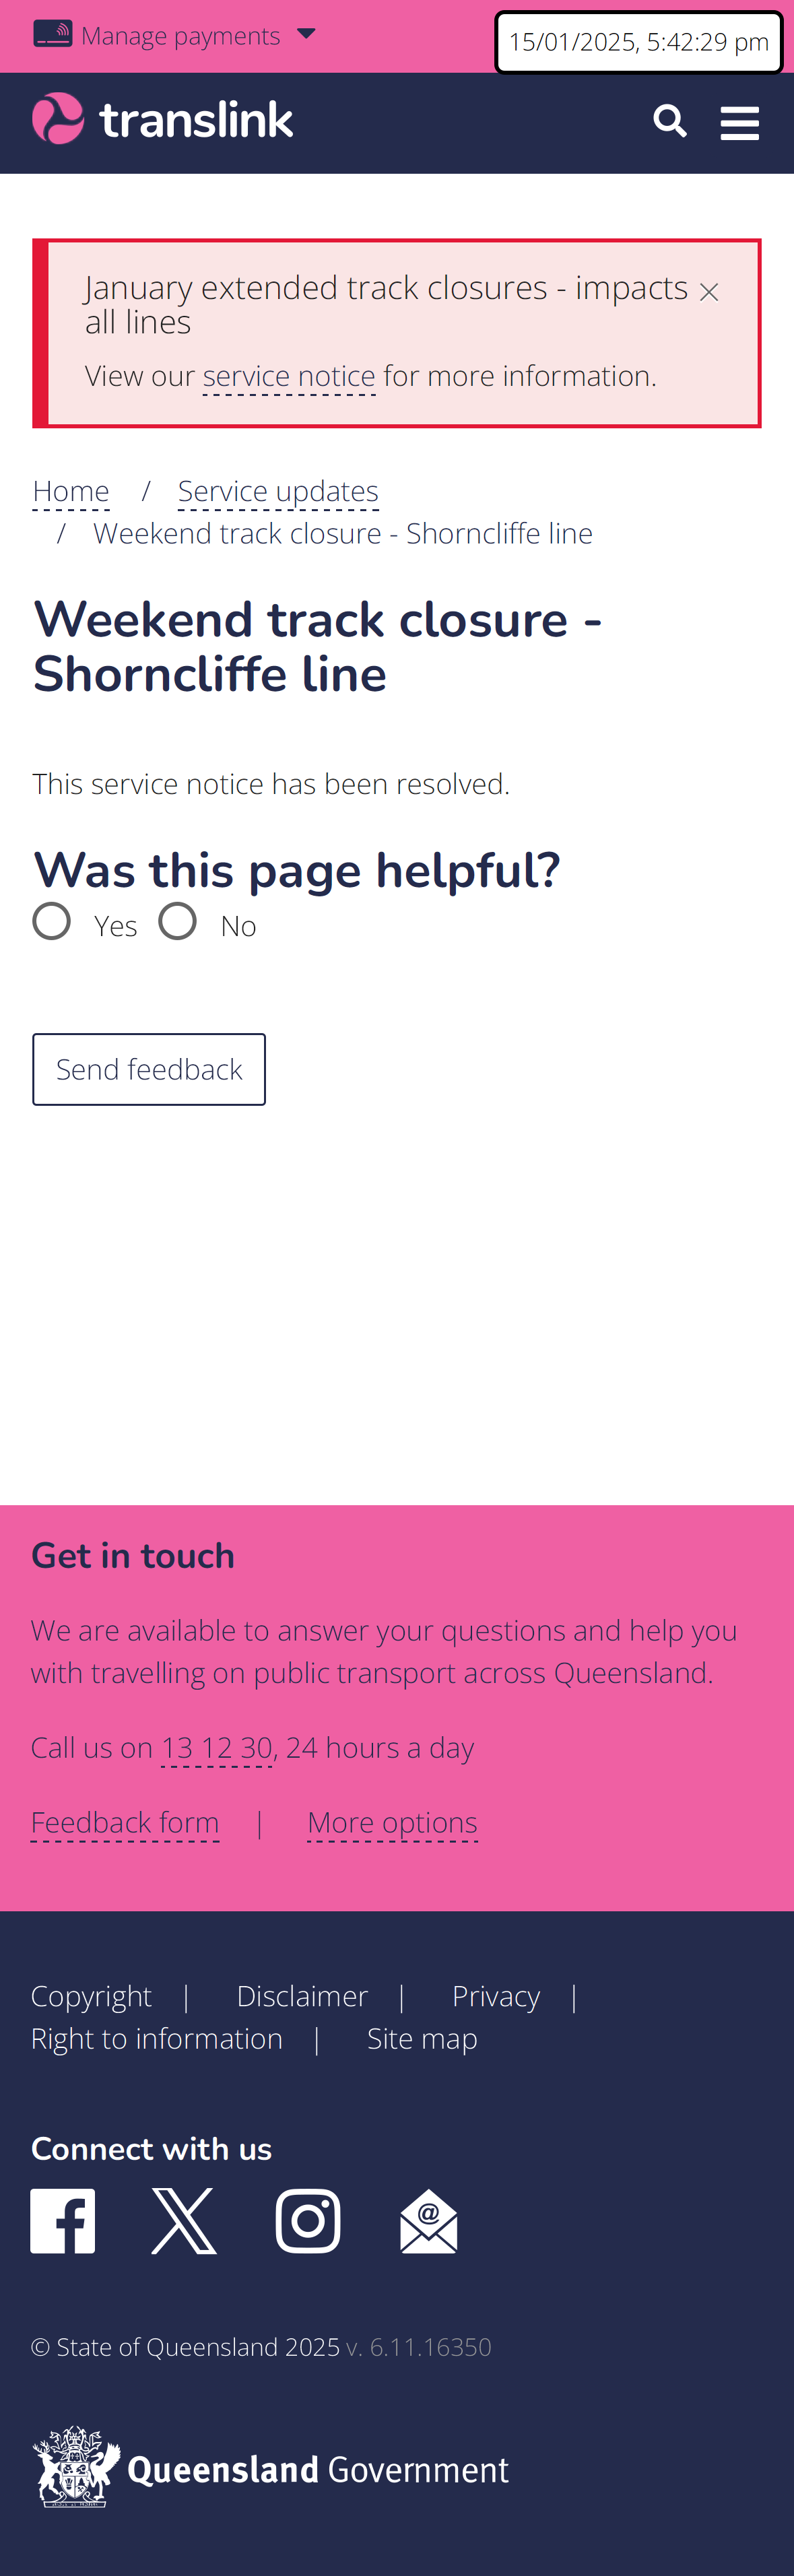 Manage payments
15/01/2025, 5:42:29 pm
translink
January extended track closures - impacts
all lines
View our service notice for more information.
Home / Service updates
/ Weekend track closure - Shorncliffe line
Weekend track closure -
Shorncliffe line
This service notice has been resolved.
Was this page helpful?
Yes No
Send feedback
Get in touch
We are available to answer your questions and help you
with travelling on public transport across Queensland.
Call us on 13 12 30, 24 hours a day
Feedback form | More options
Copyright | Disclaimer | Privacy |
Right to information | Site map
Connect with us
© State of Queensland 2025 v. 6.11.16350
Queensland Government